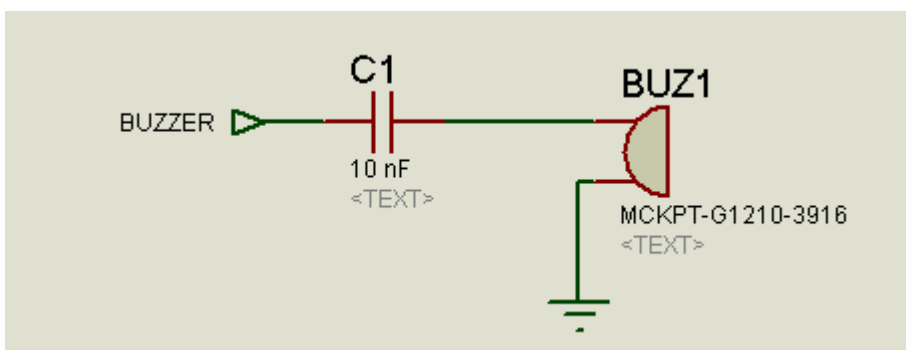 C1
BUZ1
BUZZER
10 nF
<TEXT>
MCKPT-G1210-3916
<TEXT>